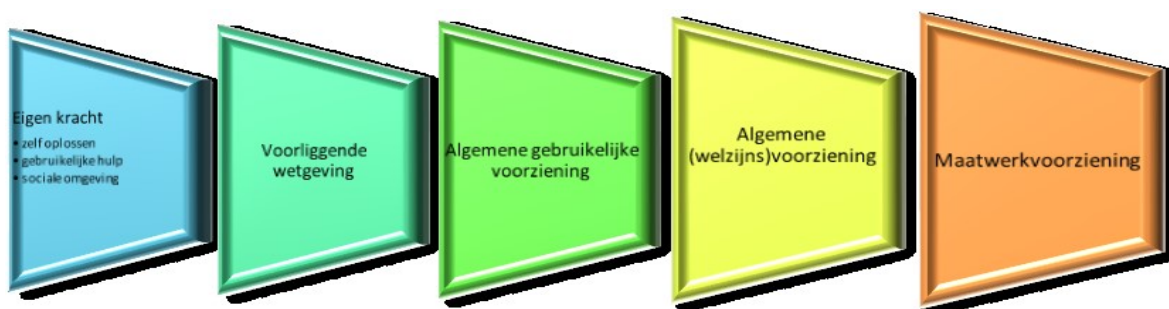 Eigen kracht
• zelf oplossen
• gebruikelijke hulp
• sociale omgeving
Voorliggende
wetgeving
Algemene gebruikelijke
voorziening
Algemene
(welzijns)voorziening
Maatwerkvoorziening